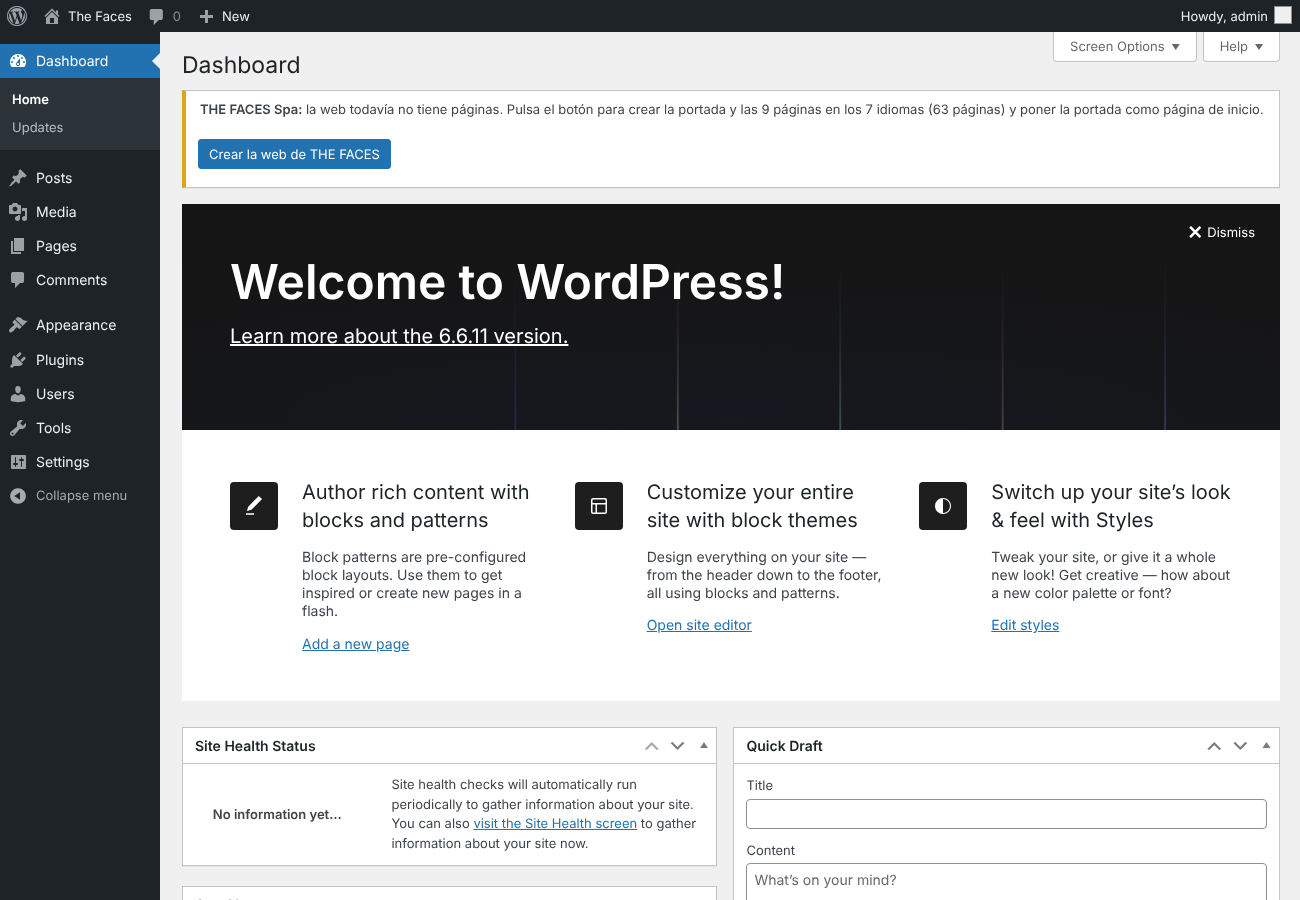 The Faces
0
New
Howdy, admin
Dashboard
Home
Updates
Posts
Media
Pages
Comments
Appearance
Plugins
Users
Tools
Settings
Collapse menu
Screen Options
Help
Dashboard
THE FACES Spa: la web todavía no tiene páginas. Pulsa el botón para crear la portada y las 9 páginas en los 7 idiomas (63 páginas) y poner la portada como página de inicio.
Crear la web de THE FACES
Dismiss
Welcome to WordPress!
Learn more about the 6.6.11 version.
Author rich content with
blocks and patterns
Block patterns are pre-configured
block layouts. Use them to get
inspired or create new pages in a
flash.
Add a new page
Customize your entire
site with block themes
Design everything on your site —
from the header down to the footer,
all using blocks and patterns.
Open site editor
Switch up your site’s look
& feel with Styles
Tweak your site, or give it a whole
new look! Get creative — how about
a new color palette or font?
Edit styles
Site Health Status
No information yet…
Site health checks will automatically run
periodically to gather information about your site.
You can also visit the Site Health screen to gather
information about your site now.
Quick Draft
Title
Content
What’s on your mind?